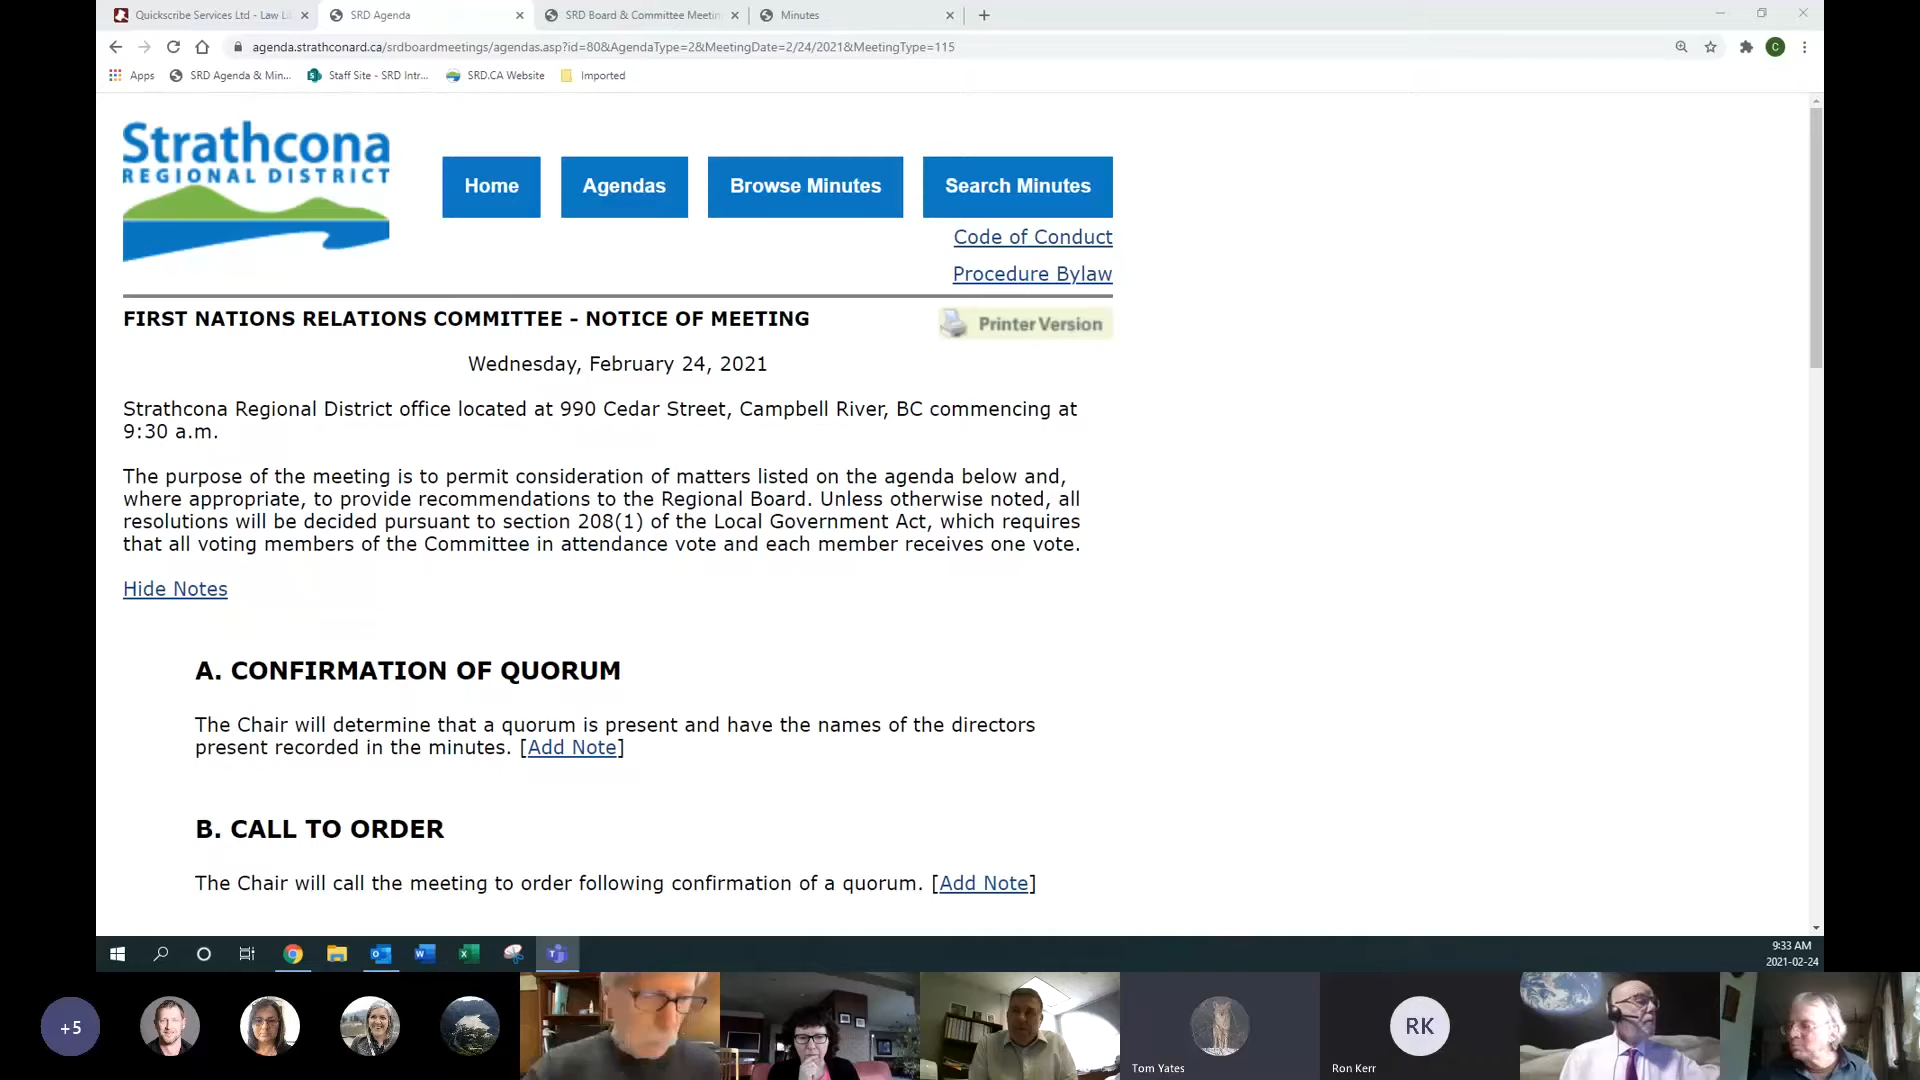 Quickscribe Services Ltd - Law Li
SRD Agenda
SRD Board & Committee Meetin
Minutes
agenda.strathconard.ca/srdboardmeetings/agendas.asp?id=80&AgendaType=2&MeetingDate=2/24/2021&MeetingType=115
C
Apps
SRD Agenda & Min...
Staff Site - SRD Intr...
SRD.CA Website
Imported
Strathcona
REGIONAL DISTRICT
Home
Agendas
Browse Minutes
Search Minutes
Code of Conduct
Procedure Bylaw
FIRST NATIONS RELATIONS COMMITTEE - NOTICE OF MEETING
Printer Version
Wednesday, February 24, 2021
Strathcona Regional District office located at 990 Cedar Street, Campbell River, BC commencing at
9:30 a.m.
The purpose of the meeting is to permit consideration of matters listed on the agenda below and,
where appropriate, to provide recommendations to the Regional Board. Unless otherwise noted, all
resolutions will be decided pursuant to section 208(1) of the Local Government Act, which requires
that all voting members of the Committee in attendance vote and each member receives one vote.
Hide Notes
A. CONFIRMATION OF QUORUM
The Chair will determine that a quorum is present and have the names of the directors
present recorded in the minutes. [Add Note]
B. CALL TO ORDER
The Chair will call the meeting to order following confirmation of a quorum. [Add Note]
9:33 AM
2021-02-24
+5
Tom Yates
RK
Ron Kerr